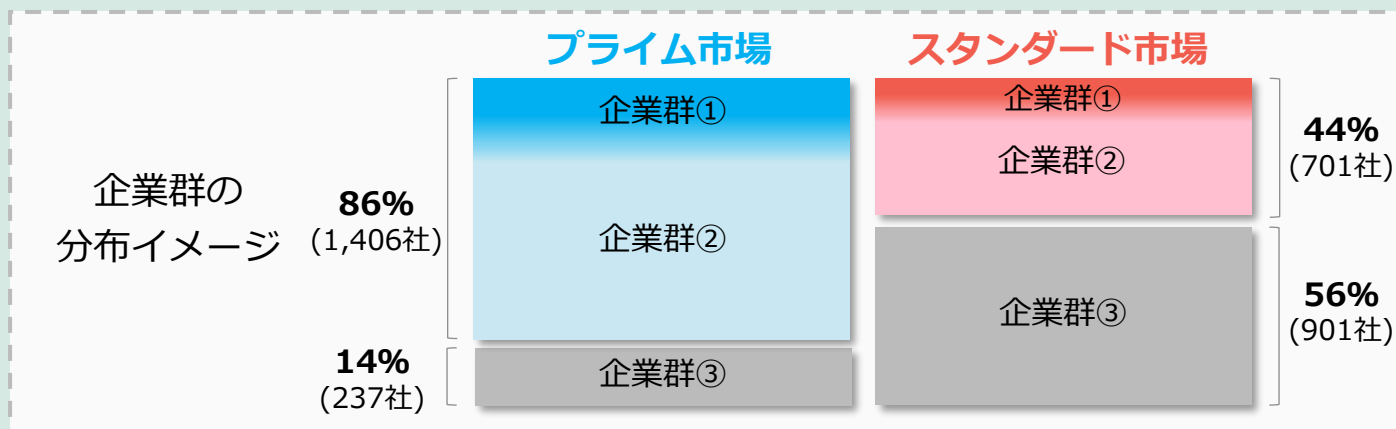 プライム市場
スタンダード市場
企業群の
分布イメージ
86%
(1,406社)
14%
(237社)
企業群①
企業群②
企業群③
企業群①
企業群②
企業群③
44%
(701社)
56%
(901社)